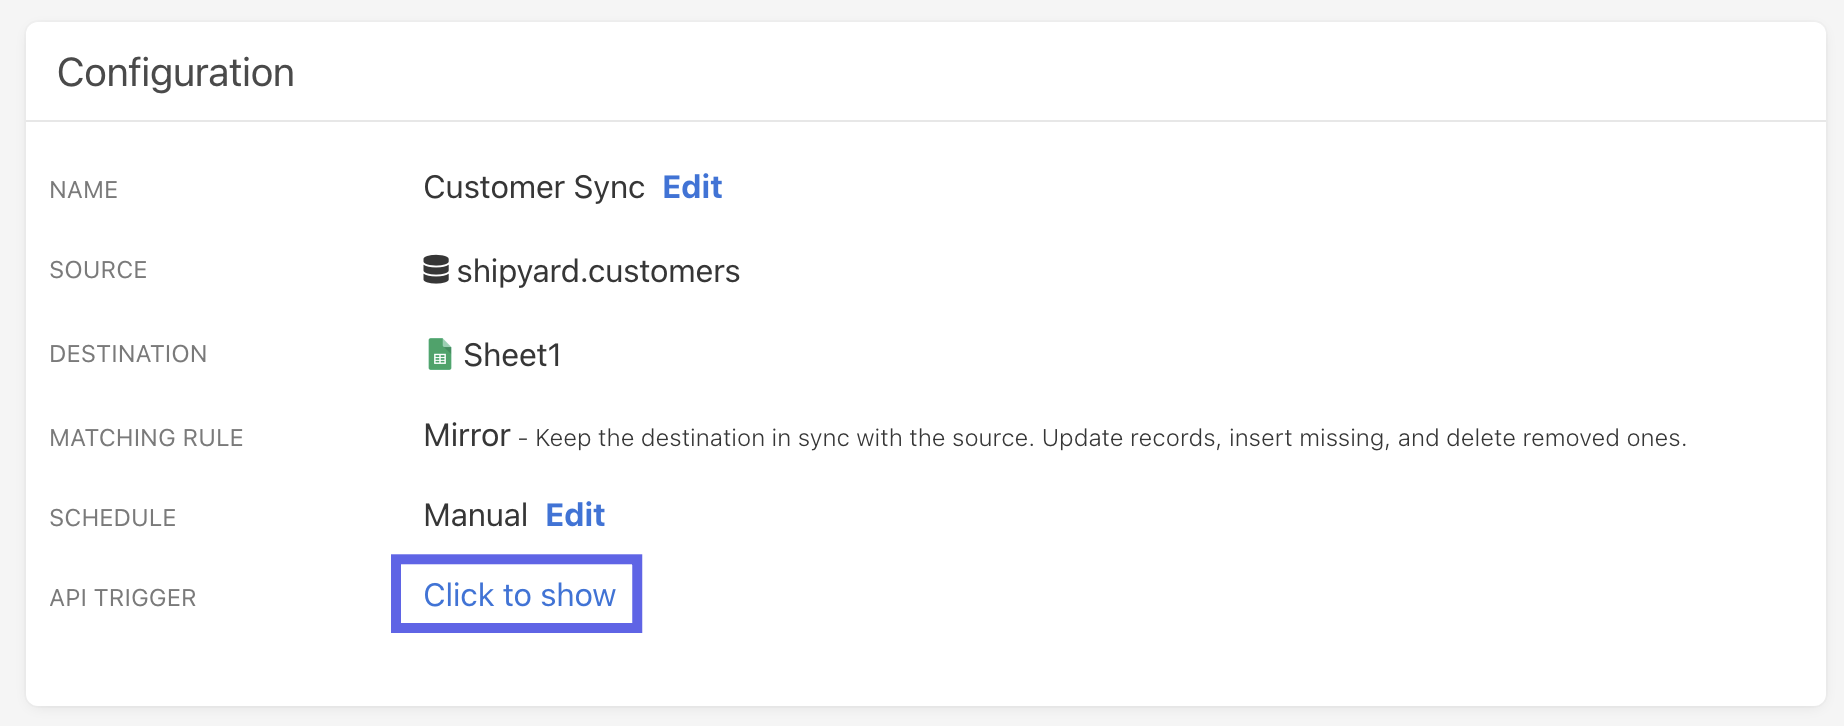 Configuration
NAME Customer Sync Edit
SOURCE shipyard.customers
DESTINATION Sheet1
MATCHING RULE Mirror - Keep the destination in sync with the source. Update records, insert missing, and delete removed ones.
SCHEDULE Manual Edit
API TRIGGER Click to show